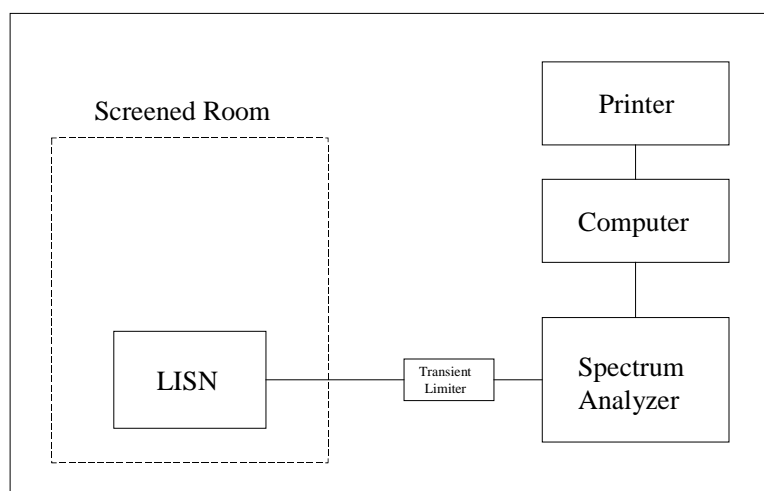 Screened Room
Printer
Computer
LISN
Transient
Limiter
Spectrum
Analyzer